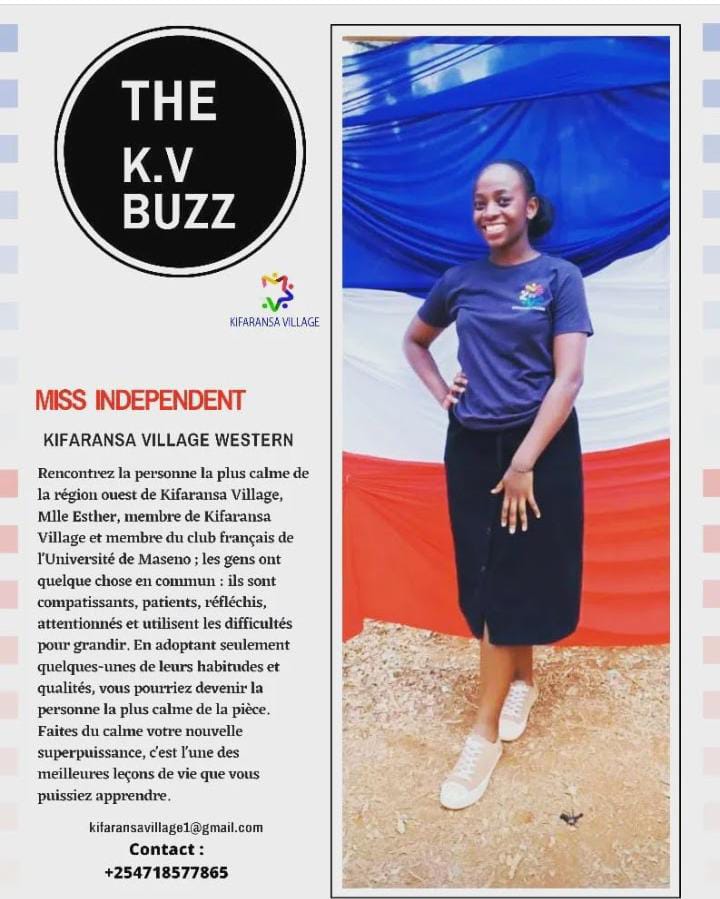 THE
K.V
BUZZ
KIFARANSA VILLAGE
MISS INDEPENDENT
KIFARANSA VILLAGE WESTERN
Rencontrez la personne la plus calme de
la région ouest de Kifaransa Village,
Mlle Esther, membre de Kifaransa
Village et membre du club français de
l'Université de Maseno ; les gens ont
quelque chose en commun : ils sont
compatissants, patients, réfléchis,
attentionnés et utilisent les difficultés
pour grandir. En adoptant seulement
quelques-unes de leurs habitudes et
qualités, vous pourriez devenir la
personne la plus calme de la pièce.
Faites du calme votre nouvelle
superpuissance, c'est l'une des
meilleures leçons de vie que vous
puissiez apprendre.
kifaransavillage1@gmail.com
Contact :
+254718577865